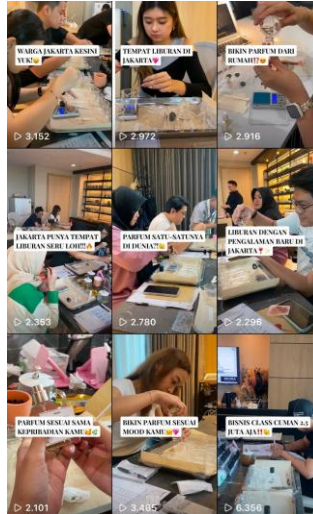 WARGA JAKARTA KESINI
YUK!😄
3.152
TEMPAT LIBURAN DI
JAKARTA💗
2.972
BIKIN PARFUM DARI
RUMAH!?😍
2.916
JAKARTA PUNYA TEMPAT
LIBURAN SERU LOH!!🔥
2.353
PARFUM SATU-SATUNYA
DI DUNIA?!😉
2.780
LIBURAN DENGAN
PENGALAMAN BARU DI
JAKARTA❣️
2.296
PARFUM SESUAI SAMA
KEPRIBADIAN KAMU
2.101
BIKIN PARFUM SESUAI
MOOD KAMU
3.465
BISNIS CLASS CUMAN 2,5
JUTA AJA!!
6.356